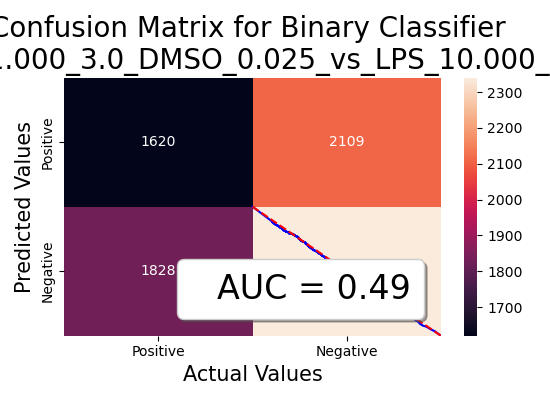 Confusion Matrix for Binary Classifier
1.000_3.0_DMSO_0.025_vs_LPS_10.000_
Predicted Values
Positive
Negative
1620
2109
1828
AUC = 0.49
Positive
Negative
Actual Values
2300
2200
2100
2000
1900
1800
1700